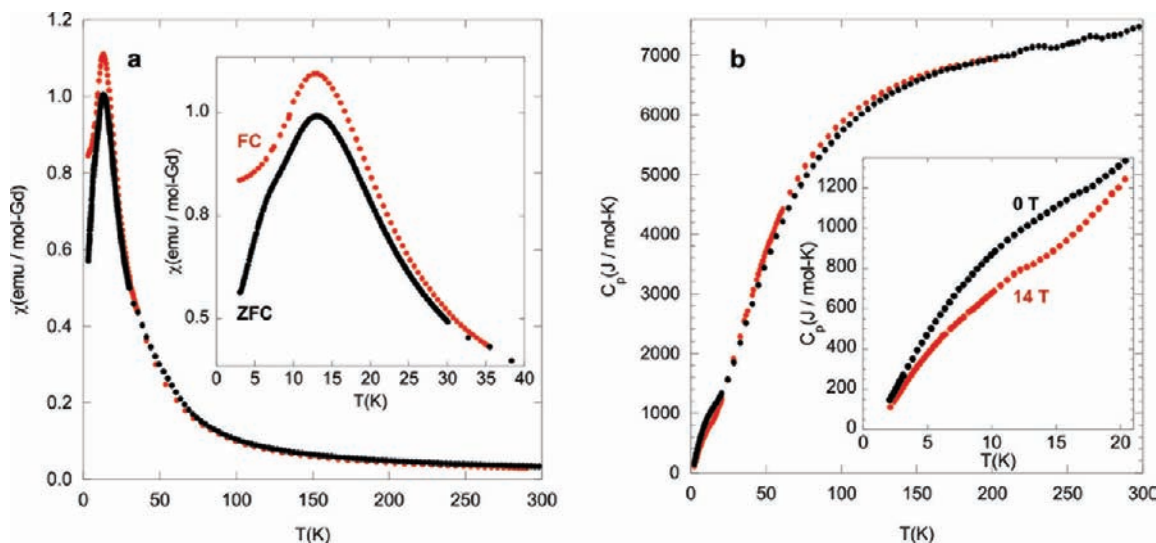 a
χ(emu / mol-Gd)
1.2
1.0
0.8
0.6
0.4
0.2
0.0
0 50 100 150 200 250 300
T(K)
χ(emu / mol-Gd)
1.0
0.8
0.5
FC
ZFC
0 5 10 15 20 25 30 35 40
T(K)
b
Cp(J / mol-K)
7000
6000
5000
4000
3000
2000
1000
0
0 50 100 150 200 250 300
T(K)
Cp(J / mol-K)
1200
1000
800
600
400
200
0
0 T
14 T
0 5 10 15 20
T(K)